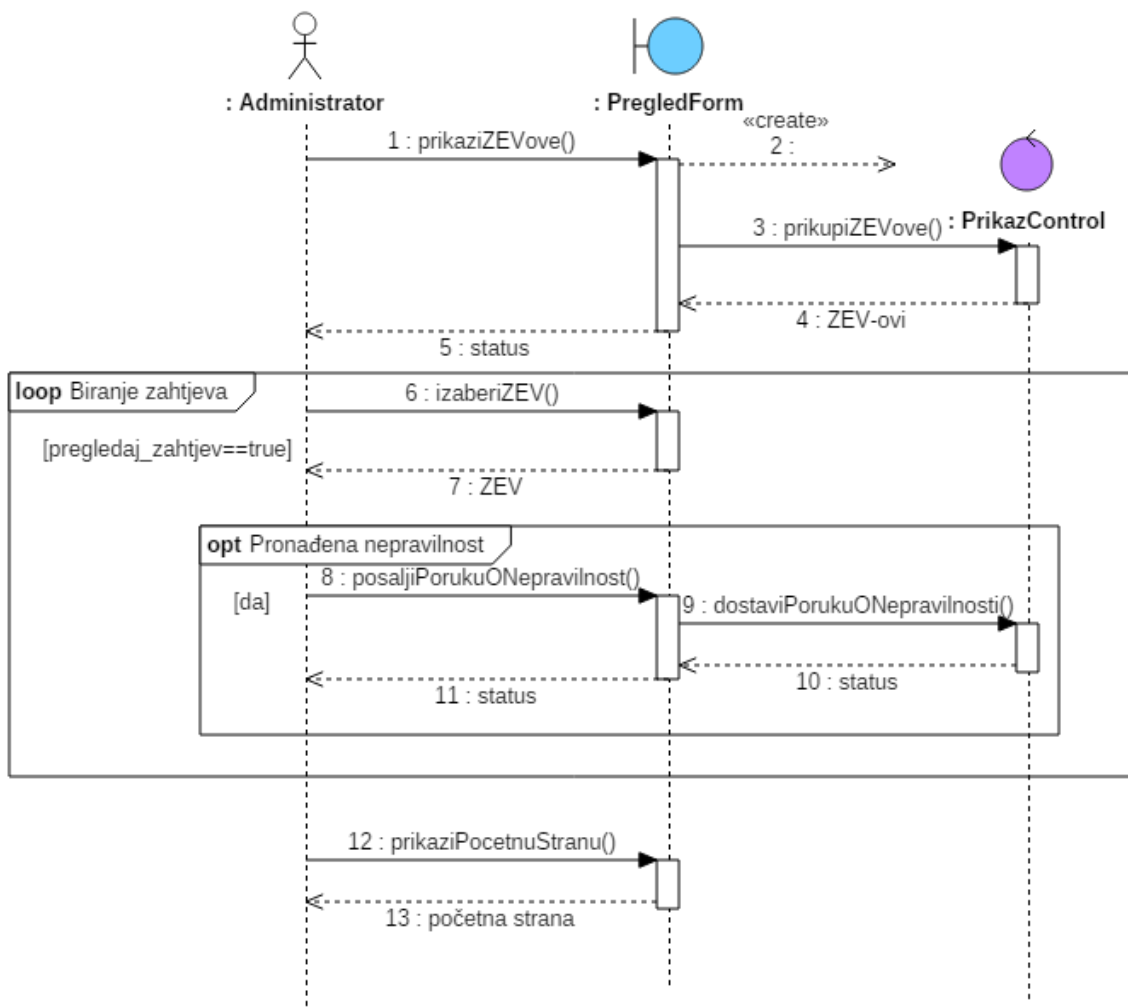 : Administrator
: PregledForm
«create»
1 : prikaziZEVove()
2 :
3 : prikupiZEVove()
: PrikazControl
4 : ZEV-ovi
5 : status
loop Biranje zahtjeva
6 : izaberiZEV()
[pregledaj_zahtjev==true]
7 : ZEV
opt Pronađena nepravilnost
8 : posaljiPorukuONepravilnost()
[da]
9 : dostaviPorukuONepravilnosti()
10 : status
11 : status
12 : prikaziPocetnuStranu()
13 : početna strana